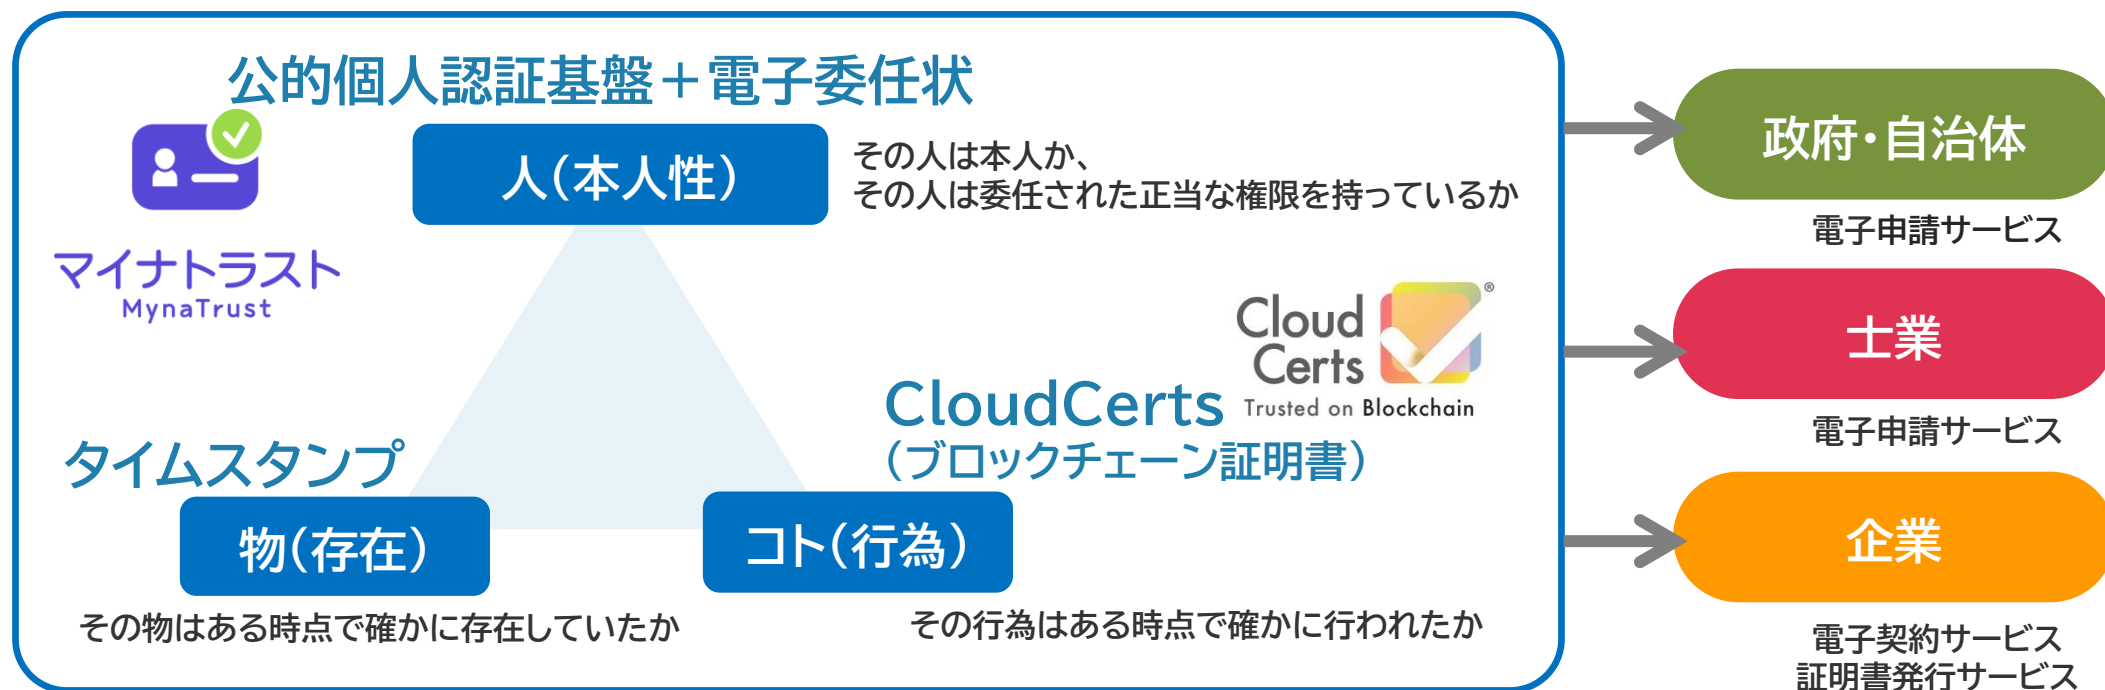 公的個人認証基盤＋電子委任状
マイナトラスト
MynaTrust
人（本人性）
その人は本人か、
その人は委任された正当な権限を持っているか
Cloud
Certs
®
Trusted on Blockchain
CloudCerts
（ブロックチェーン証明書）
タイムスタンプ
物（存在）
その物はある時点で確かに存在していたか
コト（行為）
その行為はある時点で確かに行われたか
政府・自治体
電子申請サービス
士業
電子申請サービス
企業
電子契約サービス
証明書発行サービス